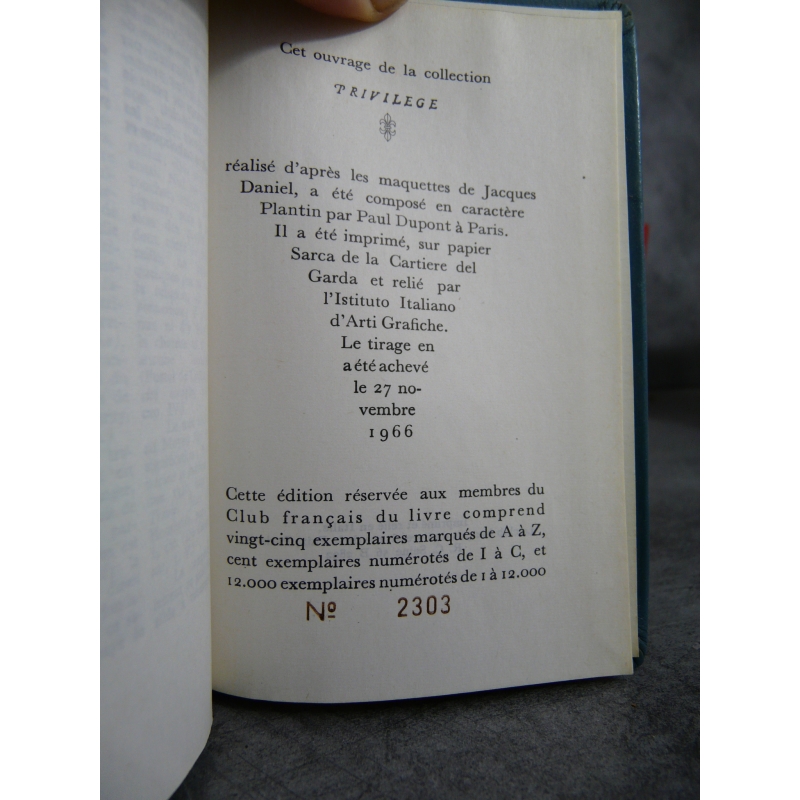 Cet ouvrage de la collection
PRIVILEGE
réalisé d'après les maquettes de Jacques
Daniel, a été composé en caractère
Plantin par Paul Dupont à Paris.
Il a été imprimé, sur papier
Sarca de la Cartiere del
Garda et relié par
l'Istituto Italiano
d'Arti Grafiche.
Le tirage en
a été achevé
le 27 no-
vembre
1966
Cette édition réservée aux membres du
Club français du livre comprend
vingt-cinq exemplaires marqués de A à Z,
cent exemplaires numérotés de I à C, et
12.000 exemplaires numérotés de 1 à 12.000
Nº 2303